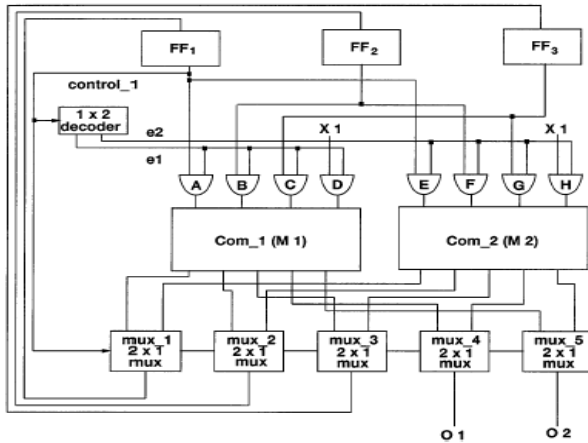 FF1
FF2
FF3
control_1
1 x 2
decoder
e2
e1
X 1
X 1
A
B
C
D
E
F
G
H
Com_1 (M 1)
Com_2 (M 2)
mux_1
2 x 1
mux
mux_2
2 x 1
mux
mux_3
2 x 1
mux
mux_4
2 x 1
mux
mux_5
2 x 1
mux
O 1
O 2